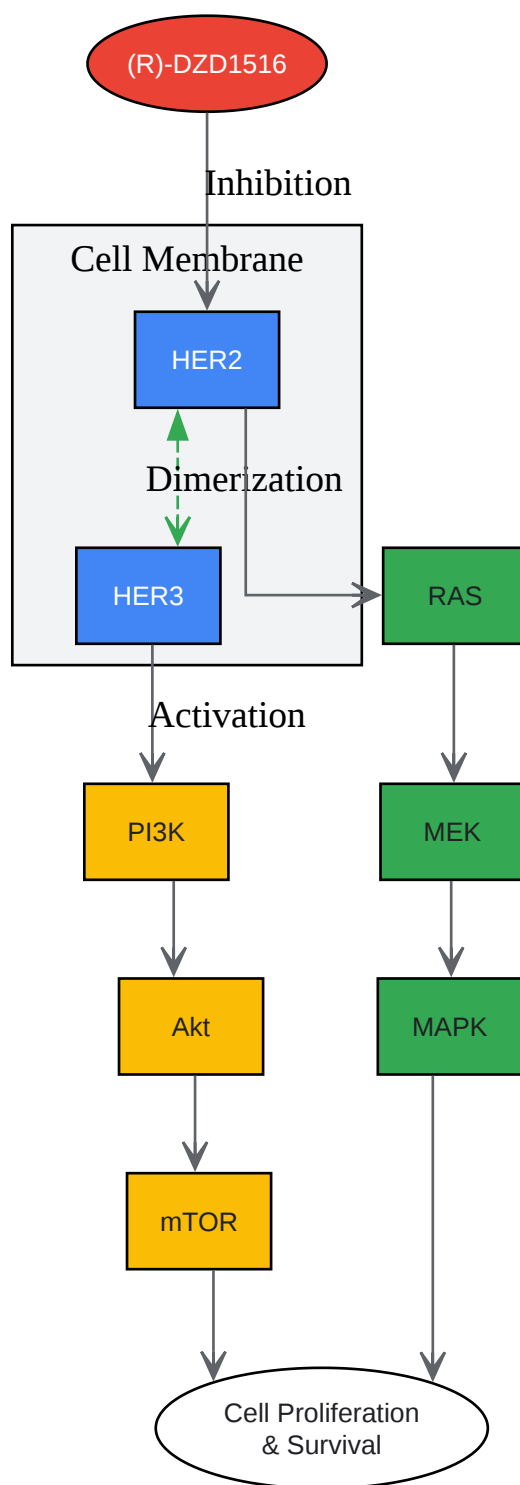 (R)-DZD1516
Inhibition
Cell Membrane
HER2
Dimerization
HER3
RAS
Activation
PI3K
MEK
Akt
MAPK
mTOR
Cell Proliferation
& Survival